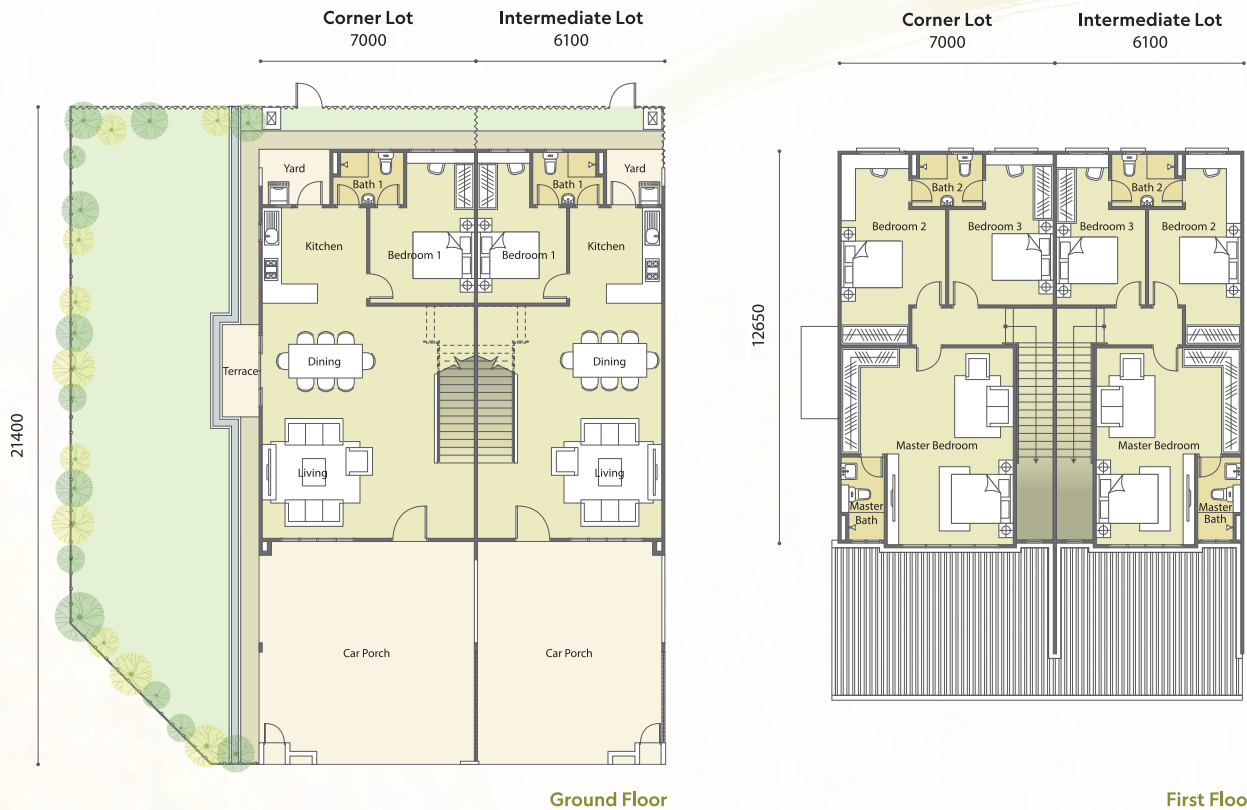 Corner Lot
7000
Intermediate Lot
6100
21400
Yard
Bath 1
Bath 1
Yard
Kitchen
Bedroom 1
Bedroom 1
Kitchen
Terrace
Dining
Dining
Living
Living
Car Porch
Car Porch
Ground Floor
Corner Lot
7000
Intermediate Lot
6100
12650
Bath 2
Bath 2
Bedroom 2
Bedroom 3
Bedroom 3
Bedroom 2
Master Bedroom
Master Bedroom
Master
Bath
Master
Bath
First Floo